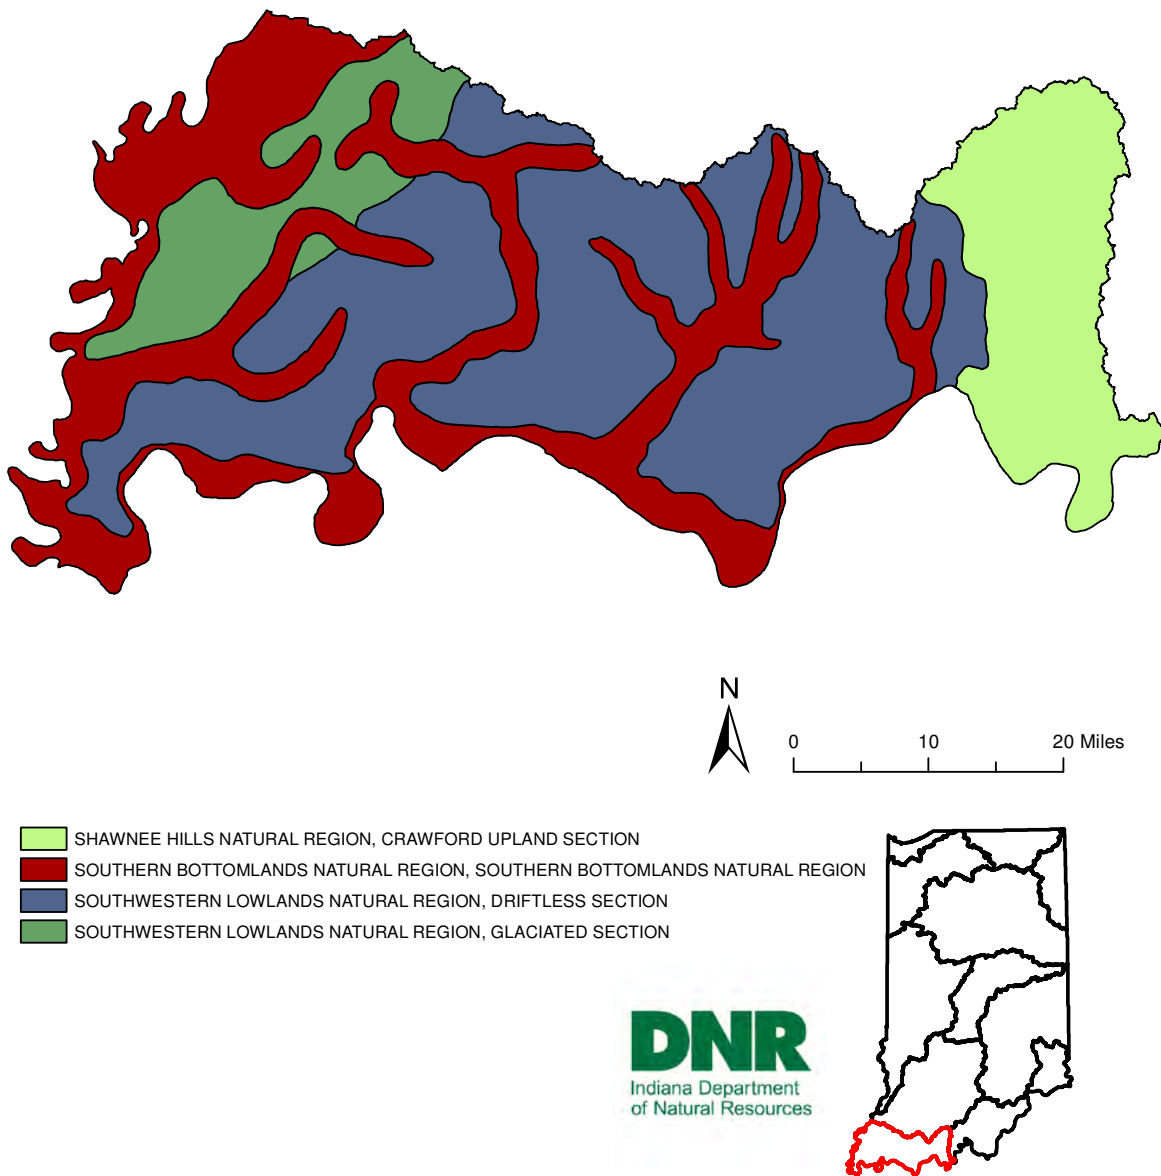 N
0 10 20 Miles
SHAWNEE HILLS NATURAL REGION, CRAWFORD UPLAND SECTION
SOUTHERN BOTTOMLANDS NATURAL REGION, SOUTHERN BOTTOMLANDS NATURAL REGION
SOUTHWESTERN LOWLANDS NATURAL REGION, DRIFTLESS SECTION
SOUTHWESTERN LOWLANDS NATURAL REGION, GLACIATED SECTION
DNR
Indiana Department
of Natural Resources